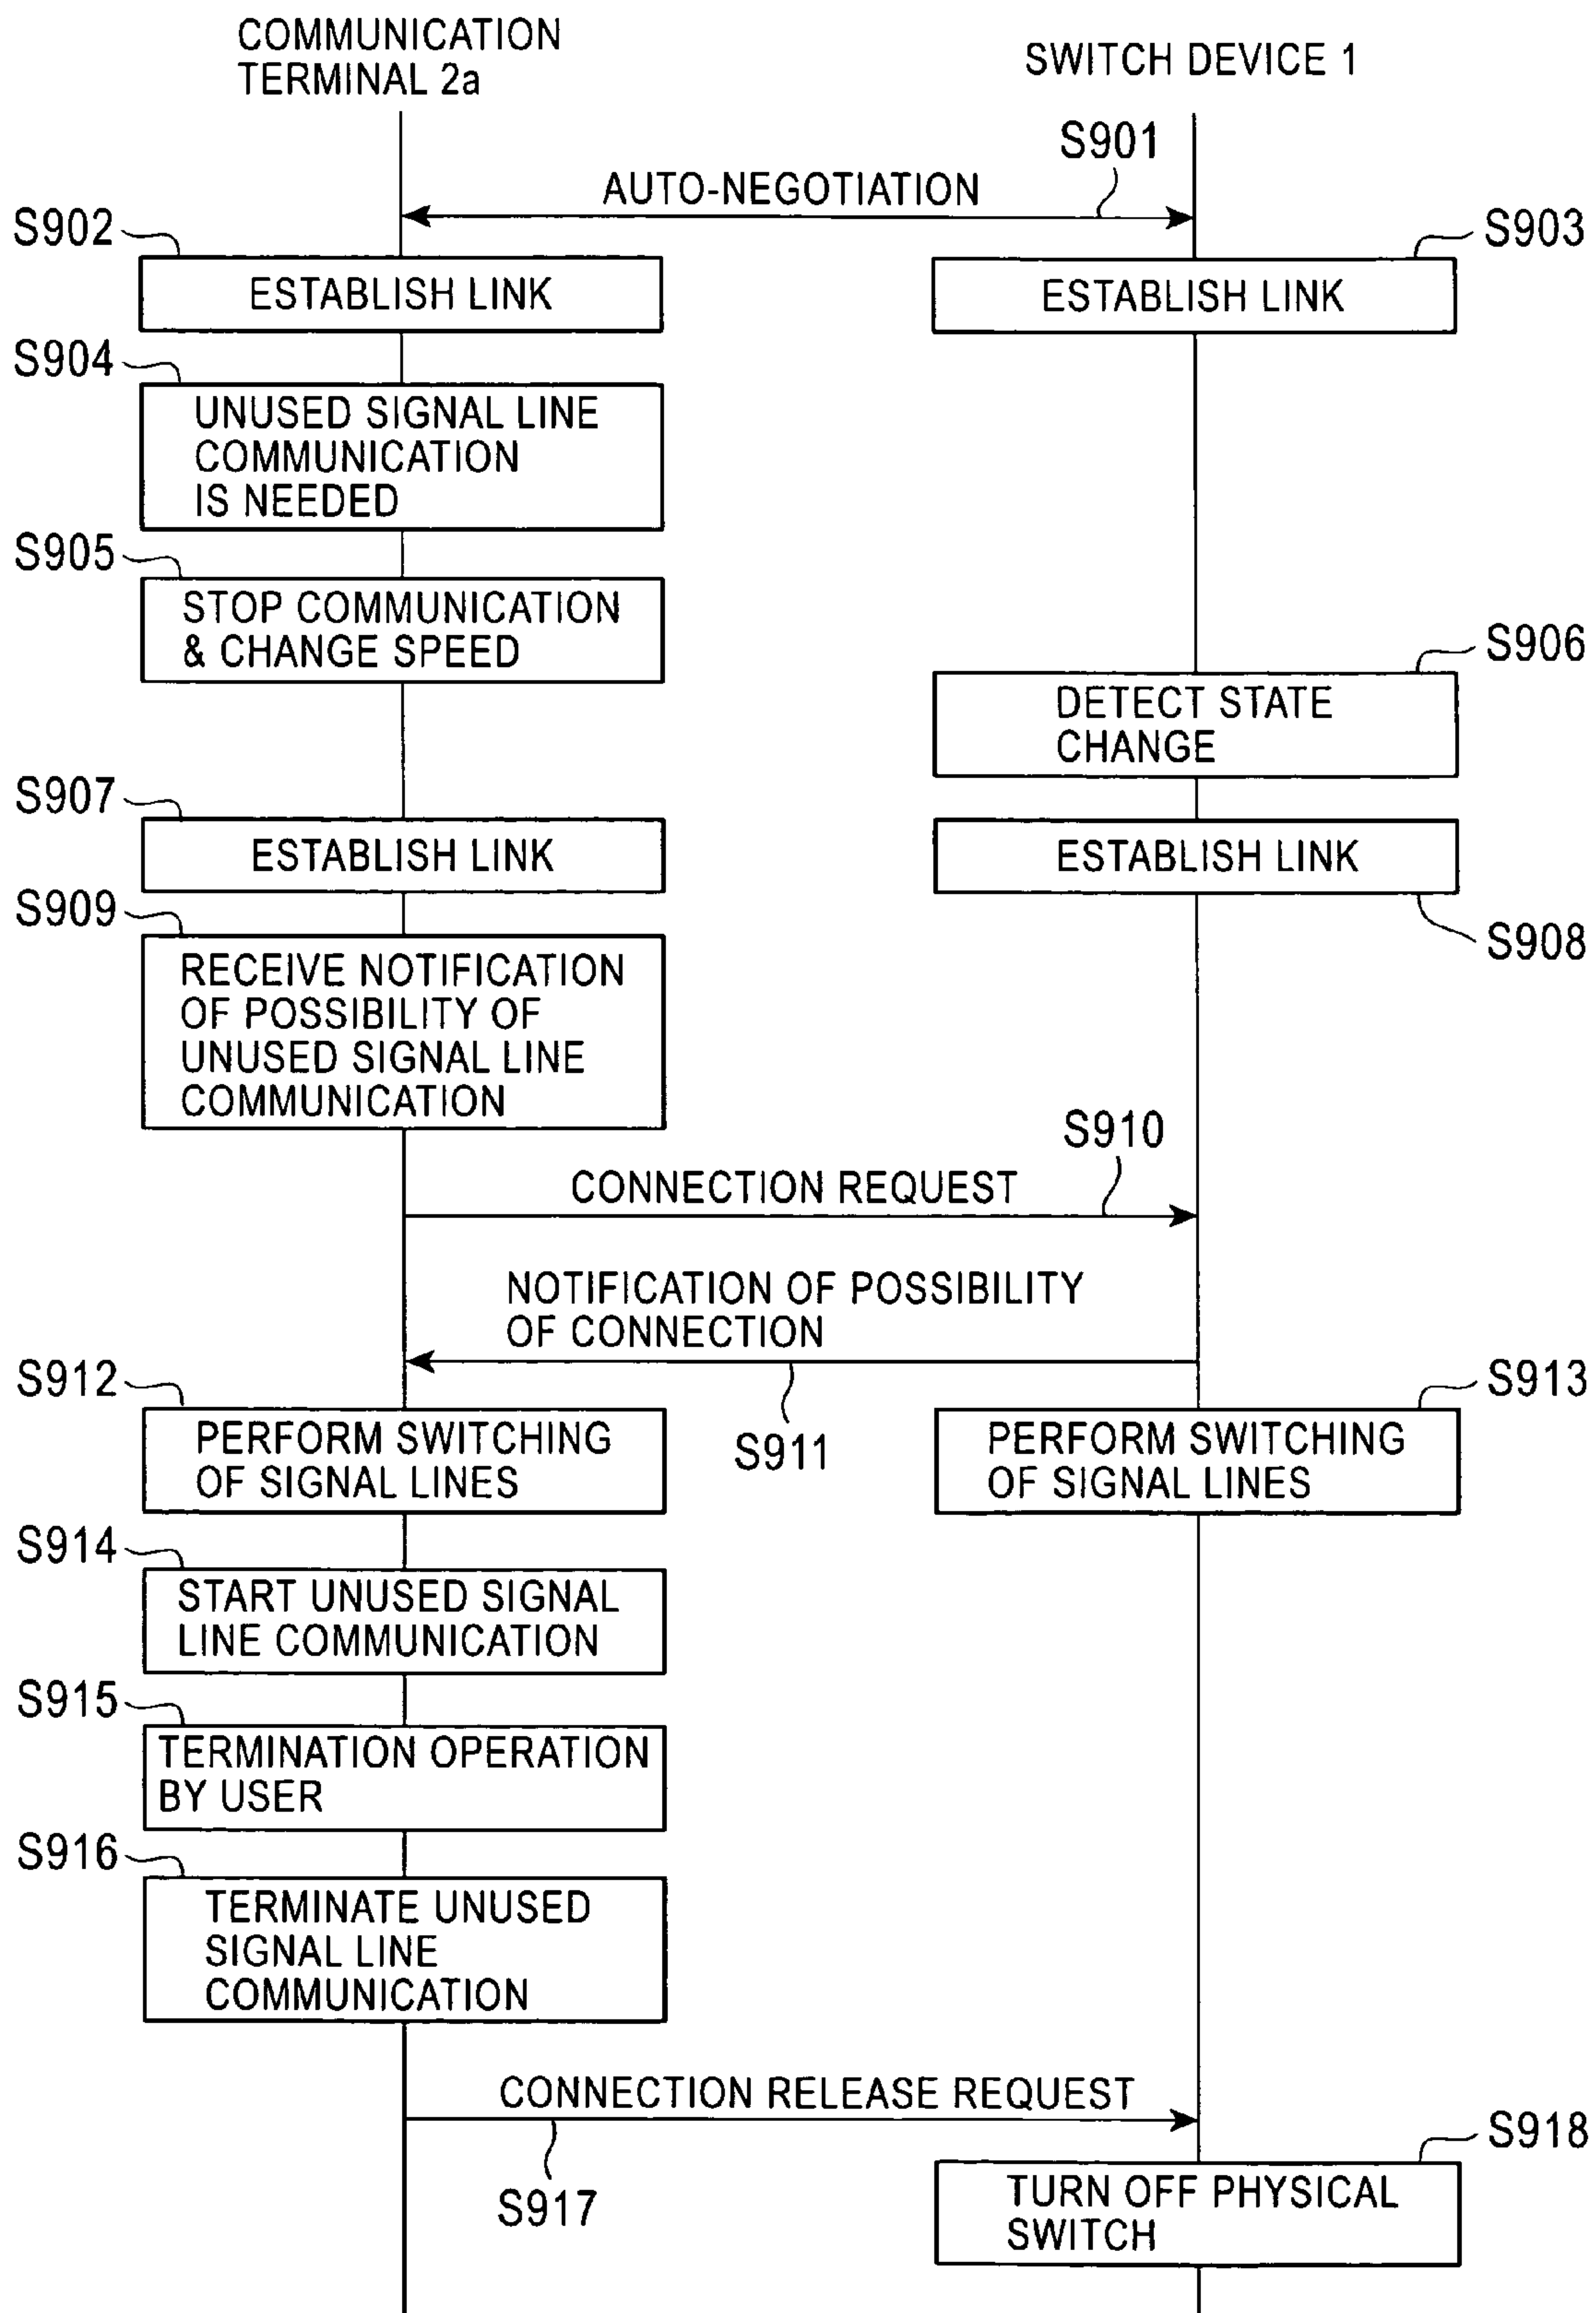 COMMUNICATION
TERMINAL 2a
SWITCH DEVICE 1
S901
AUTO-NEGOTIATION
S902
S903
ESTABLISH LINK
ESTABLISH LINK
S904
UNUSED SIGNAL LINE
COMMUNICATION
IS NEEDED
S905
STOP COMMUNICATION
& CHANGE SPEED
S906
DETECT STATE
CHANGE
S907
ESTABLISH LINK
ESTABLISH LINK
S908
S909
RECEIVE NOTIFICATION
OF POSSIBILITY OF
UNUSED SIGNAL LINE
COMMUNICATION
S910
CONNECTION REQUEST
NOTIFICATION OF POSSIBILITY
OF CONNECTION
S911
S912
S913
PERFORM SWITCHING
OF SIGNAL LINES
PERFORM SWITCHING
OF SIGNAL LINES
S914
START UNUSED SIGNAL
LINE COMMUNICATION
S915
TERMINATION OPERATION
BY USER
S916
TERMINATE UNUSED
SIGNAL LINE
COMMUNICATION
CONNECTION RELEASE REQUEST
S917
S918
TURN OFF PHYSICAL
SWITCH